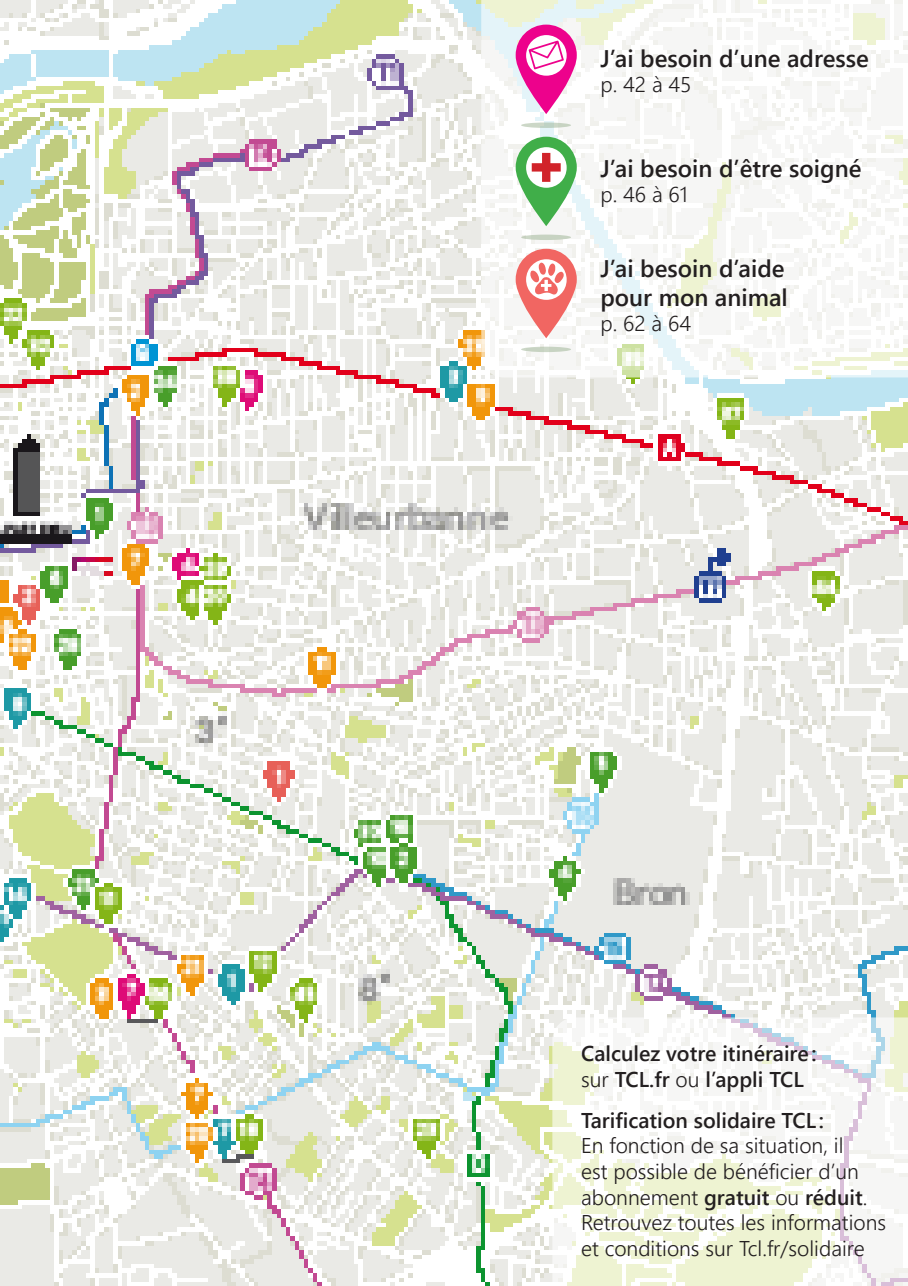 J'ai besoin d'une adresse
p. 42 à 45
J'ai besoin d'être soigné
p. 46 à 61
J'ai besoin d'aide
pour mon animal
p. 62 à 64
Villeurbanne
3e
Bron
8e
Calculez votre itinéraire :
sur TCL.fr ou l'appli TCL
Tarification solidaire TCL :
En fonction de sa situation, il
est possible de bénéficier d'un
abonnement gratuit ou réduit.
Retrouvez toutes les informations
et conditions sur Tcl.fr/solidaire